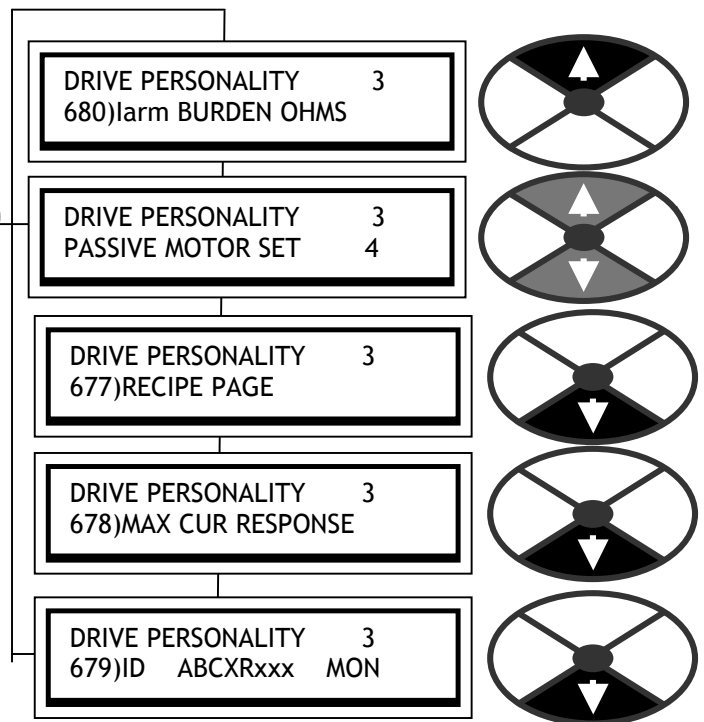 DRIVE PERSONALITY 3
680)Iarm BURDEN OHMS
DRIVE PERSONALITY 3
PASSIVE MOTOR SET 4
DRIVE PERSONALITY 3
677)RECIPE PAGE
DRIVE PERSONALITY 3
678)MAX CUR RESPONSE
DRIVE PERSONALITY 3
679)ID ABCXRxxx MON